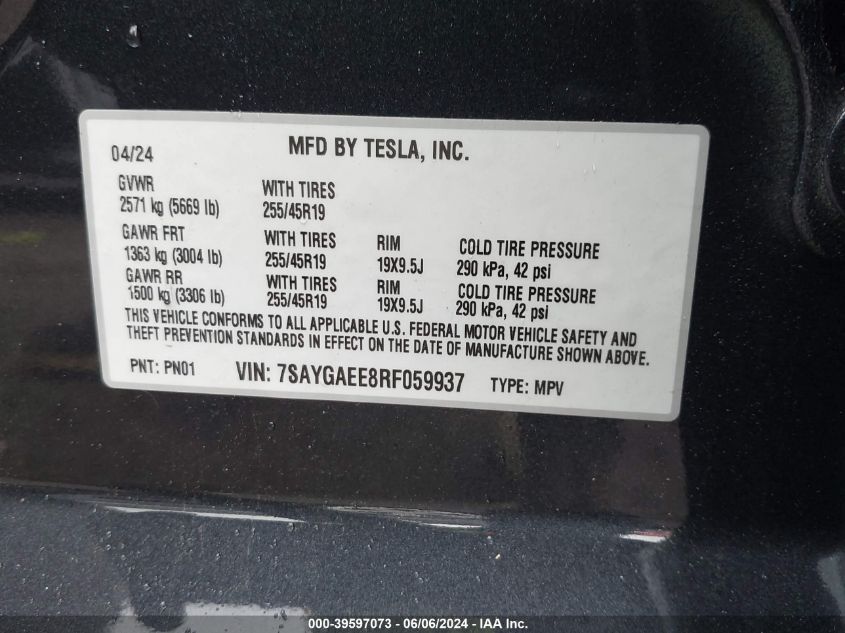 04/24 MFD BY TESLA, INC.
GVWR WITH TIRES
2571 kg (5669 lb) 255/45R19
GAWR FRT WITH TIRES RIM COLD TIRE PRESSURE
1363 kg (3004 lb) 255/45R19 19X9.5J 290 kPa, 42 psi
GAWR RR WITH TIRES RIM COLD TIRE PRESSURE
1500 kg (3306 lb) 255/45R19 19X9.5J 290 kPa, 42 psi
THIS VEHICLE CONFORMS TO ALL APPLICABLE U.S. FEDERAL MOTOR VEHICLE SAFETY AND
THEFT PREVENTION STANDARDS IN EFFECT ON THE DATE OF MANUFACTURE SHOWN ABOVE.
PNT: PN01 VIN: 7SAYGAEE8RF059937 TYPE: MPV
000-39597073 - 06/06/2024 - IAA Inc.